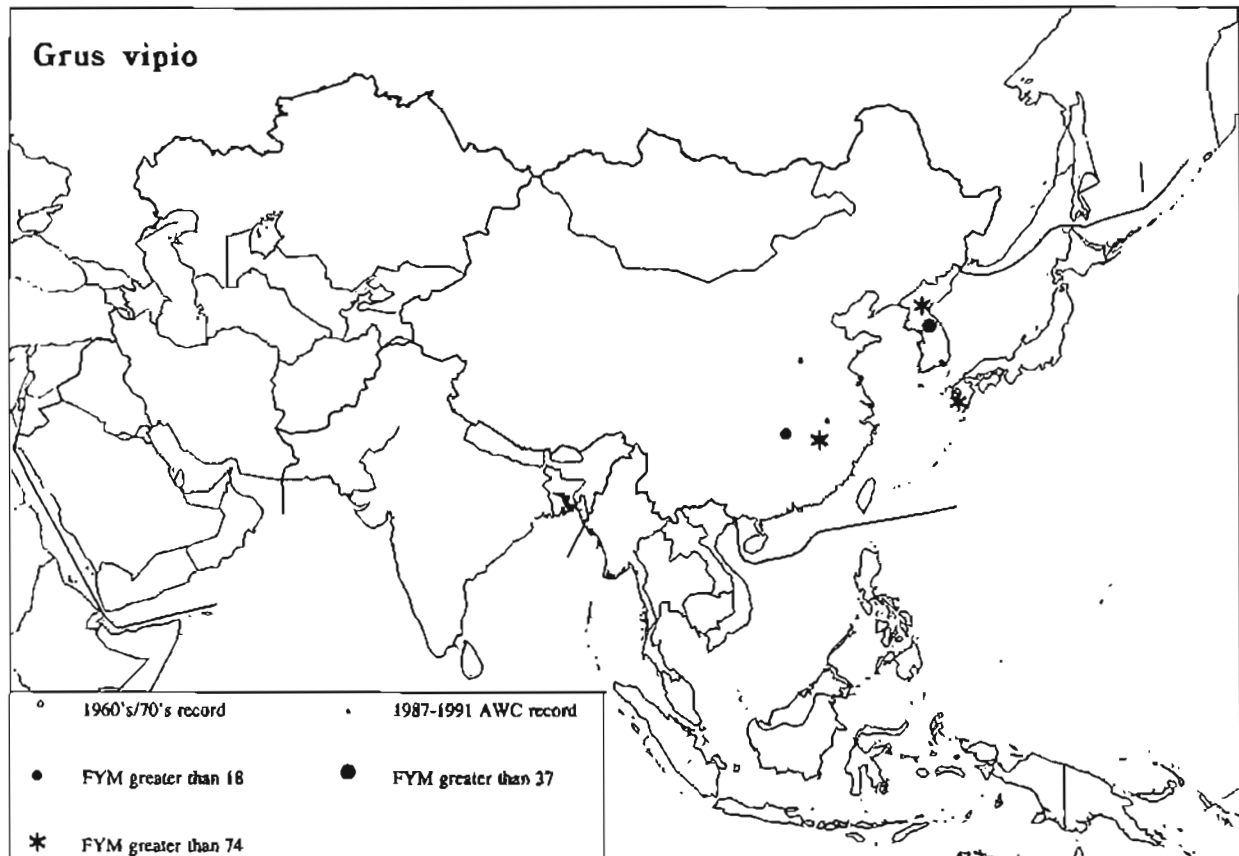 Grus vipio
1960's/70's record
1987-1991 AWC record
FYM greater than 18
FYM greater than 37
FYM greater than 74